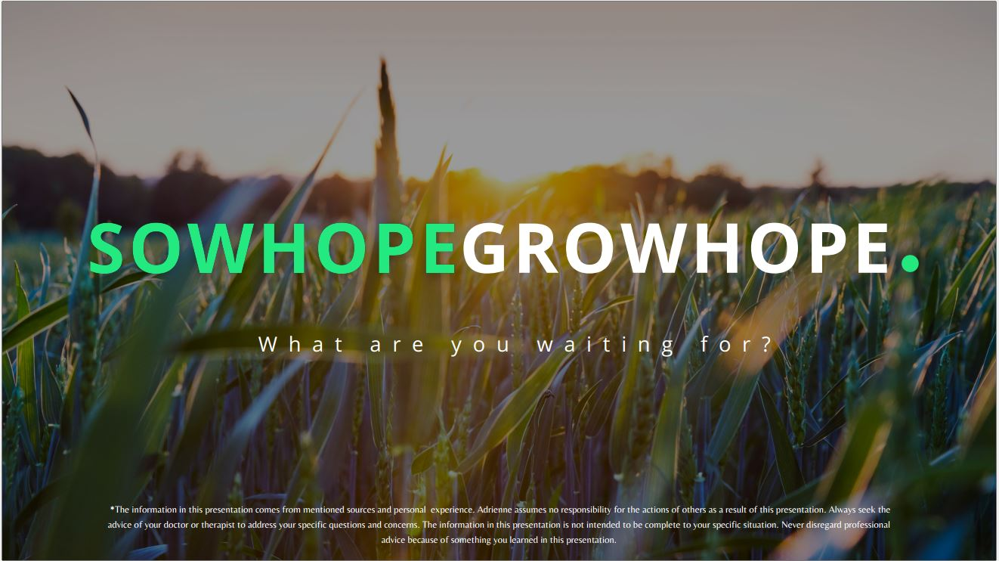 SOWHOPEGROWHOPE.
What are you waiting for?
*The information in this presentation comes from mentioned sources and personal experience. Adrienne assumes no responsibility for the actions of others as a result of this presentation. Always seek the
advice of your doctor or therapist to address your specific questions and concerns. The information in this presentation is not intended to be complete to your specific situation. Never disregard professional
advice because of something you learned in this presentation.